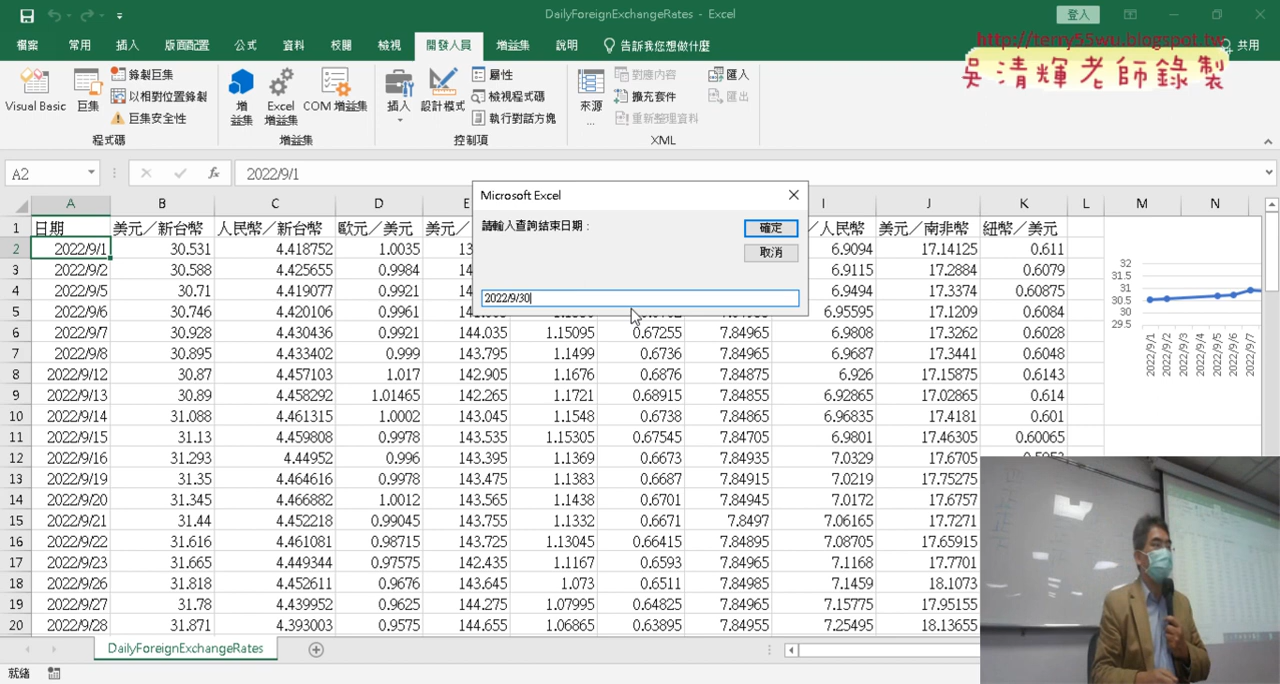 DailyForeignExchangeRates - Excel
登入
檔案 常用 插入 版面配置 公式 資料 校閱 檢視 開發人員 增益集 說明 告訴我您想做什麼 共用
http://terry55wu.blogspot.tw
吳清輝老師錄製
Visual Basic 巨集 錄製巨集 以相對位置錄製 巨集安全性
增益集 Excel 增益集 COM 增益集
插入 設計模式 屬性 檢視程式碼 執行對話方塊
來源... 對應內容 擴充套件 重新整理資料 匯入 匯出
程式碼 增益集 控制項 XML
A2 fx 2022/9/1
Microsoft Excel
請輸入查詢結束日期:
確定
取消
2022/9/30
A B C D E I J K L M N
1 日期 美元／新台幣 人民幣／新台幣 歐元／美元 美元／ ／人民幣 美元／南非幣 紐幣／美元
2 2022/9/1 30.531 4.418752 1.0035 13 6.9094 17.14125 0.611
3 2022/9/2 30.588 4.425655 0.9984 14 6.9115 17.2884 0.6079
4 2022/9/5 30.71 4.419077 0.9921 14 6.9494 17.3374 0.60875
5 2022/9/6 30.746 4.420106 0.9961 6.95595 17.1209 0.6084
6 2022/9/7 30.928 4.430436 0.9921 144.035 1.15095 0.67255 7.84965 6.9808 17.3262 0.6028
7 2022/9/8 30.895 4.433402 0.999 143.795 1.1499 0.6736 7.84965 6.9687 17.3441 0.6048
8 2022/9/12 30.87 4.457103 1.017 142.905 1.1676 0.6876 7.84875 6.926 17.15875 0.6143
9 2022/9/13 30.89 4.458292 1.01465 142.265 1.1721 0.68915 7.84855 6.92865 17.02865 0.614
10 2022/9/14 31.088 4.461315 1.0002 143.045 1.1548 0.6738 7.84865 6.96835 17.4181 0.601
11 2022/9/15 31.13 4.459808 0.9978 143.535 1.15305 0.67545 7.84705 6.9801 17.46305 0.60065
12 2022/9/16 31.293 4.44952 0.996 143.395 1.1369 0.6673 7.84935 7.0329 17.6705
13 2022/9/19 31.35 4.464616 0.9978 143.475 1.1383 0.6687 7.84915 7.0219 17.75275
14 2022/9/20 31.345 4.466882 1.0012 143.565 1.1438 0.6701 7.84945 7.0172 17.6757
15 2022/9/21 31.44 4.452218 0.99045 143.755 1.1332 0.6671 7.8497 7.06165 17.7271
16 2022/9/22 31.616 4.461081 0.98715 143.725 1.13045 0.66415 7.84895 7.08705 17.65915
17 2022/9/23 31.665 4.449344 0.97575 142.435 1.1167 0.6593 7.84965 7.1168 17.7701
18 2022/9/26 31.818 4.452611 0.9676 143.645 1.073 0.6511 7.84985 7.1459 18.1073
19 2022/9/27 31.78 4.439952 0.9625 144.275 1.07995 0.64825 7.84965 7.15775 17.95155
20 2022/9/28 31.871 4.393003 0.9575 144.655 1.06865 0.63895 7.84955 7.25495 18.13655
32
31.5
31
30.5
30
29.5
2022/9/1 2022/9/2 2022/9/3 2022/9/4 2022/9/5 2022/9/6 2022/9/7
DailyForeignExchangeRates
就緒